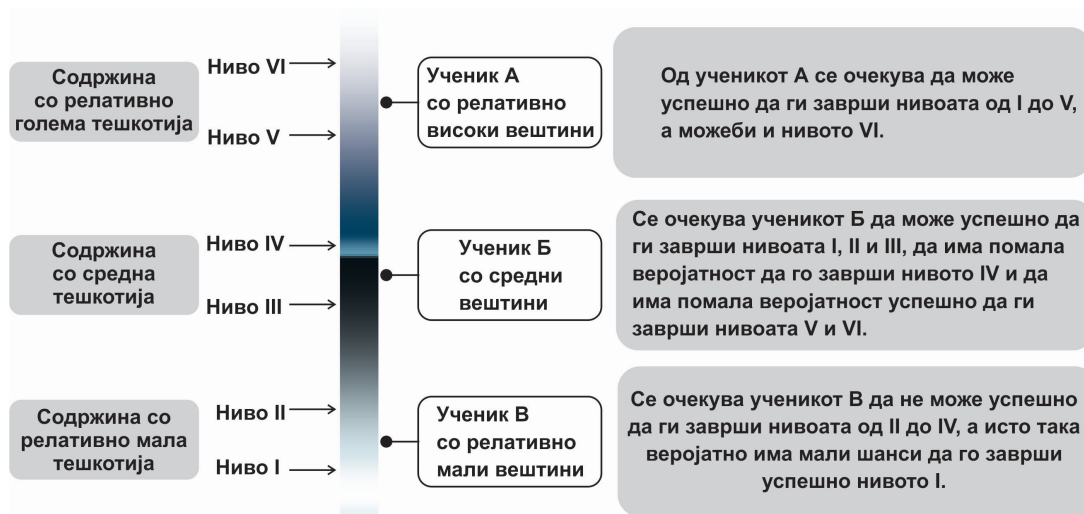 Содржина
со релативно
голема тешкотија
Ниво VI
Ниво V
Ученик А
со релативно
високи вештини
Од ученикот А се очекува да може
успешно да ги заврши нивоата од I до V,
а можеби и нивото VI.
Содржина
со средна
тешкотија
Ниво IV
Ниво III
Ученик Б
со средни
вештини
Се очекува ученикот Б да може успешно да
ги заврши нивоата I, II и III, да има помала
веројатност да го заврши нивото IV и да
има помала веројатност успешно да ги
заврши нивоата V и VI.
Содржина со
релативно мала
тешкотија
Ниво II
Ниво I
Ученик В
со релативно
мали вештини
Се очекува ученикот В да не може успешно
да ги заврши нивоата од II до IV, а исто така
веројатно има мали шанси да го заврши
успешно нивото I.